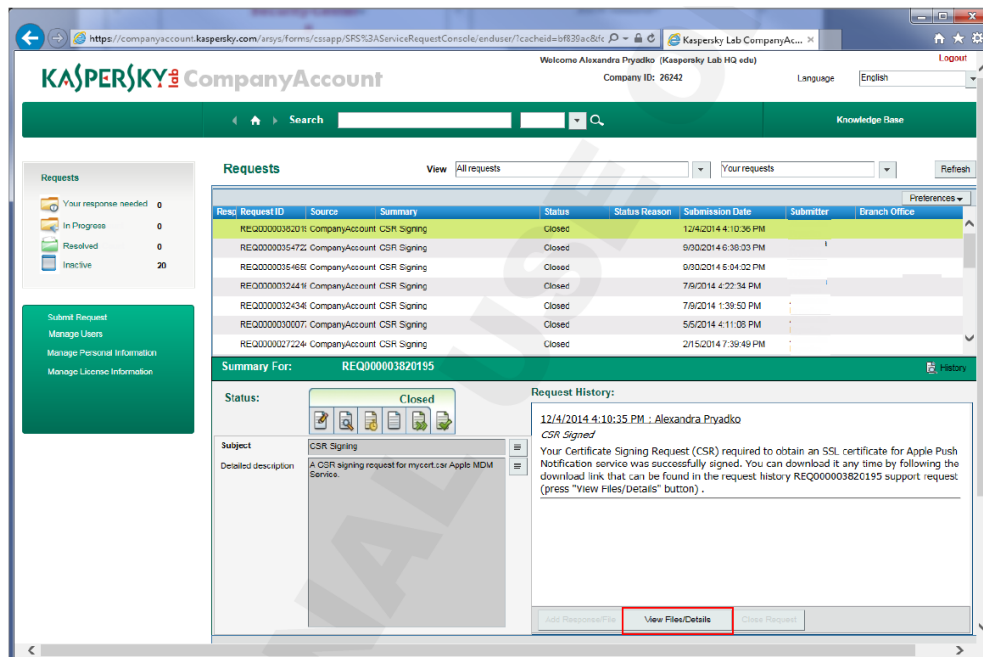 https://companyaccount.kaspersky.com/arsys/forms/cssapp/SRS%3AServiceRequestConsole/enduser/?cacheid=bf839ac8
Kaspersky Lab CompanyAc...
Welcome Alexandra Pryadko (Kaspersky Lab HQ edu)
Logout
KASPERSKY lab CompanyAccount
Company ID: 26242
Language
English
Search
Knowledge Base
Requests
View
All requests
Your requests
Refresh
Requests
Your response needed 0
In Progress 0
Resolved 0
Inactive 20
Preferences
Resp Request ID Source Summary Status Status Reason Submission Date Submitter Branch Office
REQ00000382019 CompanyAccount CSR Signing Closed 12/4/2014 4:10:36 PM
REQ00000035472 CompanyAccount CSR Signing Closed 9/30/2014 6:36:03 PM
CompanyAccount CSR Signing Closed 9/30/2014 5:04:02 PM
CompanyAccount CSR Signing Closed 7/9/2014 4:22:34 PM
CompanyAccount CSR Signing Closed 7/9/2014 1:39:53 PM
CompanyAccount CSR Signing Closed 5/5/2014 4:11:08 PM
CompanyAccount CSR Signing Closed 2/15/2014 7:39:49 PM
Submit Request
Manage Users
Manage Personal Information
Manage License Information
Summary For: REQ000003820195
History
Status:
Closed
Subject
CSR Signing
Detailed description
A CSR signing request for mycert.csr Apple MDM
Service.
Request History:
12/4/2014 4:10:35 PM : Alexandra Pryadko
CSR Signed
Your Certificate Signing Request (CSR) required to obtain an SSL certificate for Apple Push
Notification service was successfully signed. You can download it any time by following the
download link that can be found in the request history REQ000003820195 support request
(press "View Files/Details" button) .
Add Response/File
View Files/Details
Close Request